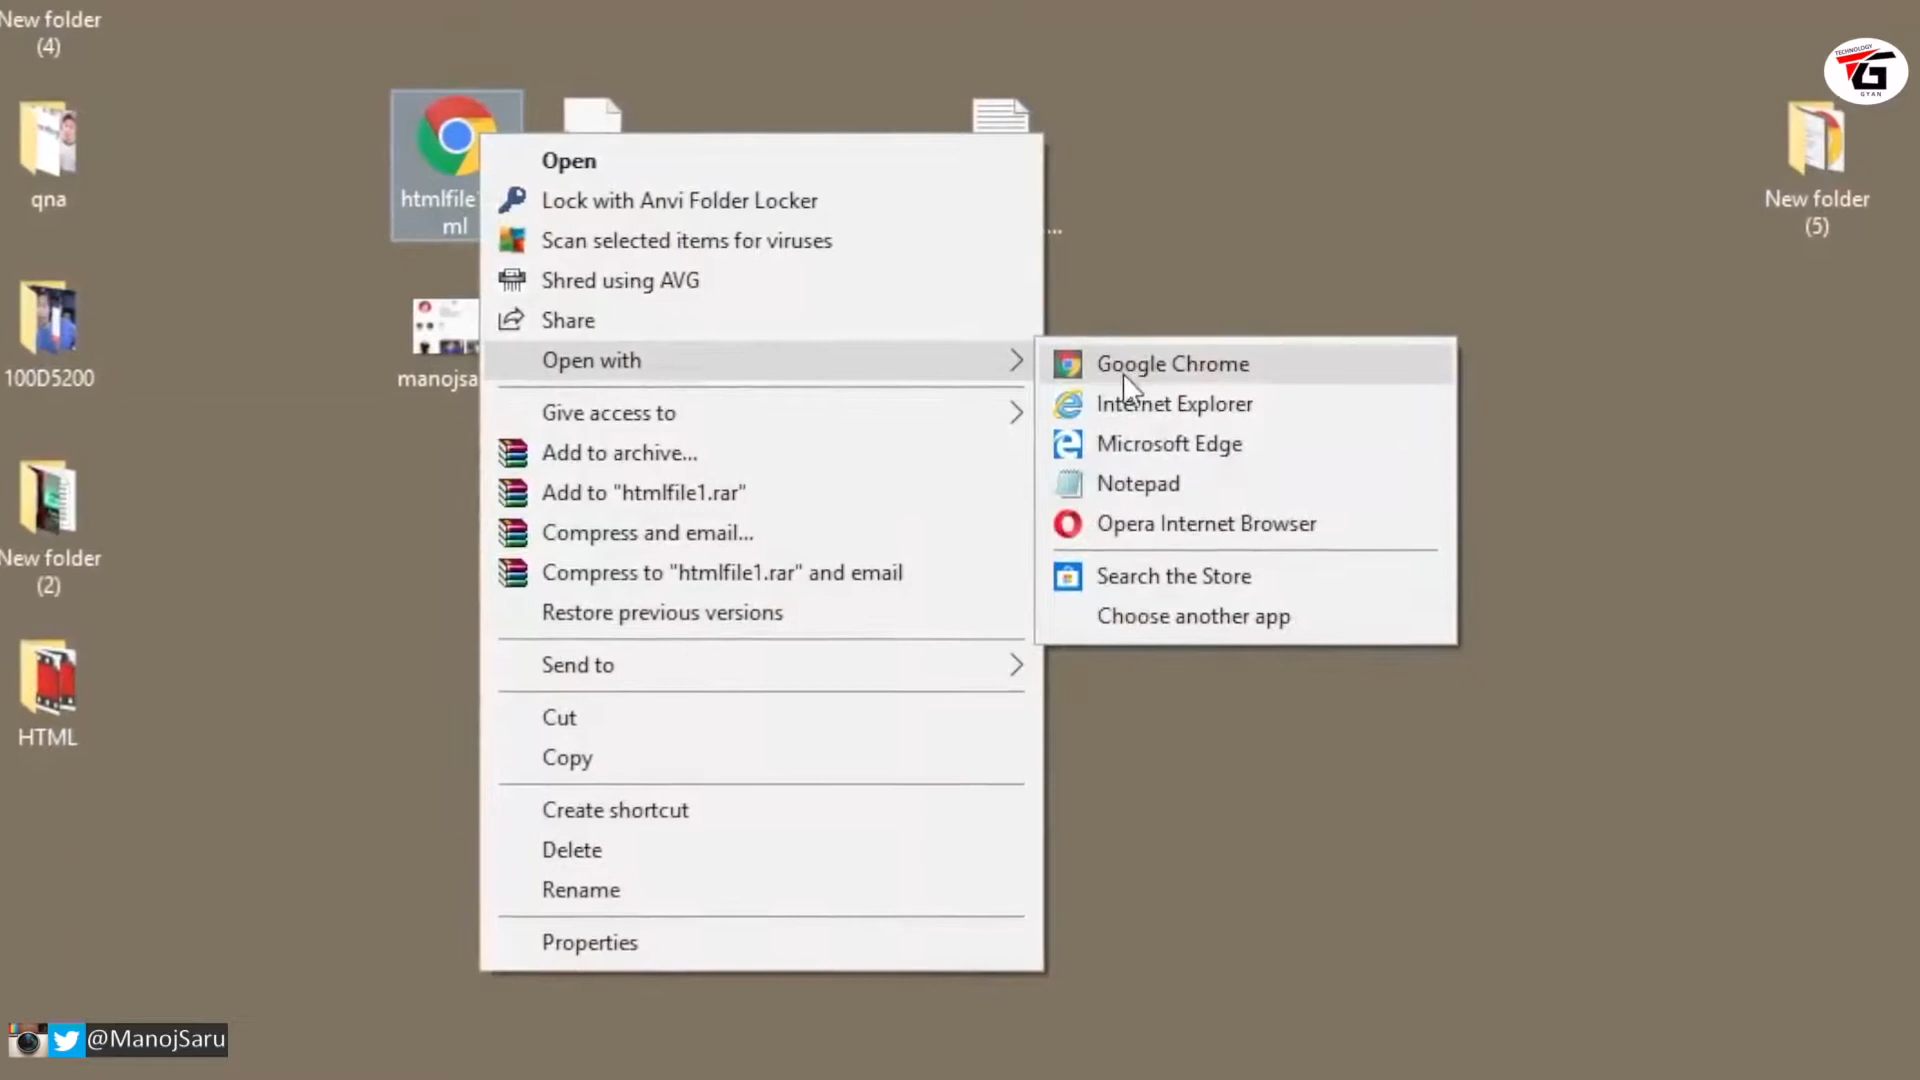 New folder
(4)
qna
100D5200
New folder
(2)
HTML
htmlfile
ml
manojsa
...
Open
Lock with Anvi Folder Locker
Scan selected items for viruses
Shred using AVG
Share
Open with
Give access to
Add to archive...
Add to "htmlfile1.rar"
Compress and email...
Compress to "htmlfile1.rar" and email
Restore previous versions
Send to
Cut
Copy
Create shortcut
Delete
Rename
Properties
Google Chrome
Internet Explorer
Microsoft Edge
Notepad
Opera Internet Browser
Search the Store
Choose another app
TECHNOLOGY
TG
GYAN
New folder
(5)
@ManojSaru